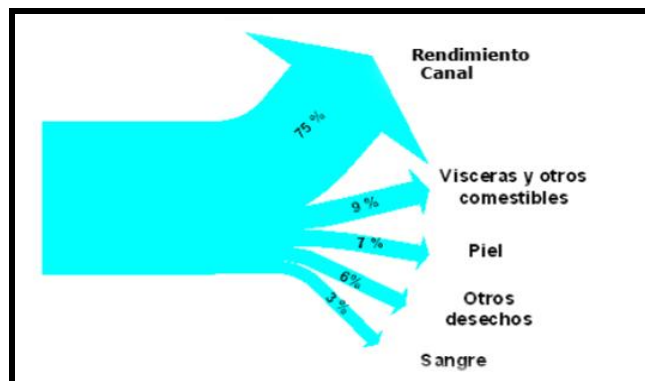 Rendimiento
Canal
75 %
Visceras y otros
comestibles
9 %
7 %
Piel
6%
Otros
desechos
3 %
Sangre